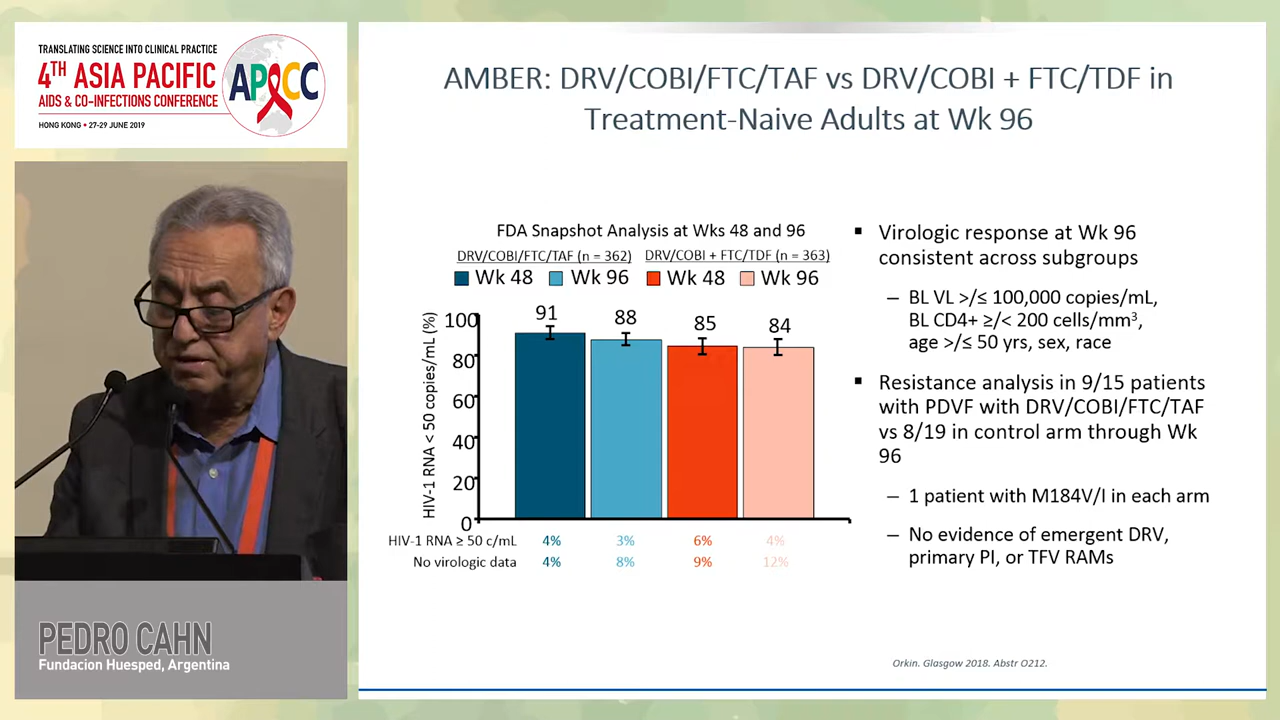 TRANSLATING SCIENCE INTO CLINICAL PRACTICE
4TH ASIA PACIFIC
AIDS & CO-INFECTIONS CONFERENCE
HONG KONG • 27-29 JUNE 2019
APACC
AMBER: DRV/COBI/FTC/TAF vs DRV/COBI + FTC/TDF in
Treatment-Naive Adults at Wk 96
FDA Snapshot Analysis at Wks 48 and 96
DRV/COBI/FTC/TAF (n = 362) DRV/COBI + FTC/TDF (n = 363)
Wk 48 Wk 96 Wk 48 Wk 96
HIV-1 RNA < 50 copies/mL (%)
100
80
60
40
20
0
91 88 85 84
HIV-1 RNA ≥ 50 c/mL 4% 3% 6% 4%
No virologic data 4% 8% 9% 12%
▪ Virologic response at Wk 96
consistent across subgroups
– BL VL >/≤ 100,000 copies/mL,
BL CD4+ ≥/< 200 cells/mm³,
age >/≤ 50 yrs, sex, race
▪ Resistance analysis in 9/15 patients
with PDVF with DRV/COBI/FTC/TAF
vs 8/19 in control arm through Wk
96
– 1 patient with M184V/I in each arm
– No evidence of emergent DRV,
primary PI, or TFV RAMs
Orkin. Glasgow 2018. Abstr O212.
PEDRO CAHN
Fundacion Huesped, Argentina